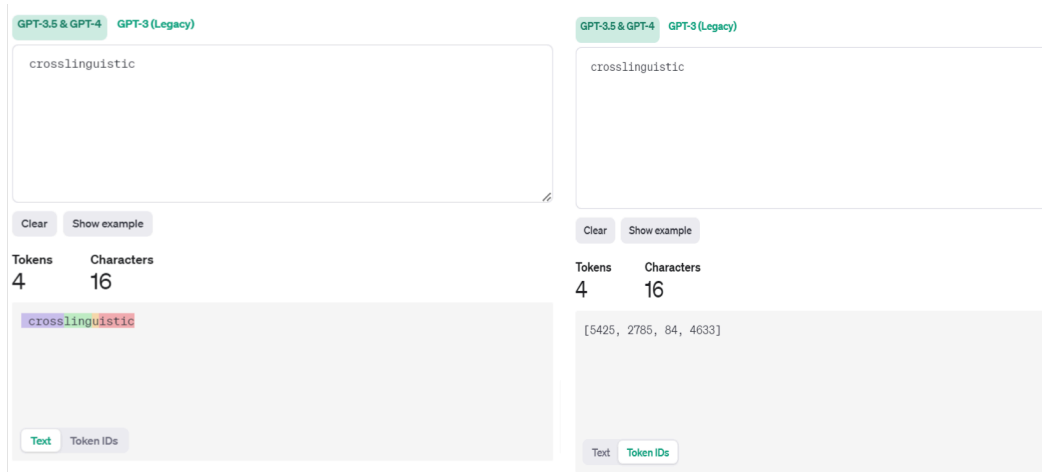 GPT-3.5 & GPT-4 GPT-3 (Legacy)
crosslinguistic
Clear Show example
Tokens Characters
4 16
crosslinguistic
Text Token IDs
GPT-3.5 & GPT-4 GPT-3 (Legacy)
crosslinguistic
Clear Show example
Tokens Characters
4 16
[5425, 2785, 84, 4633]
Text Token IDs